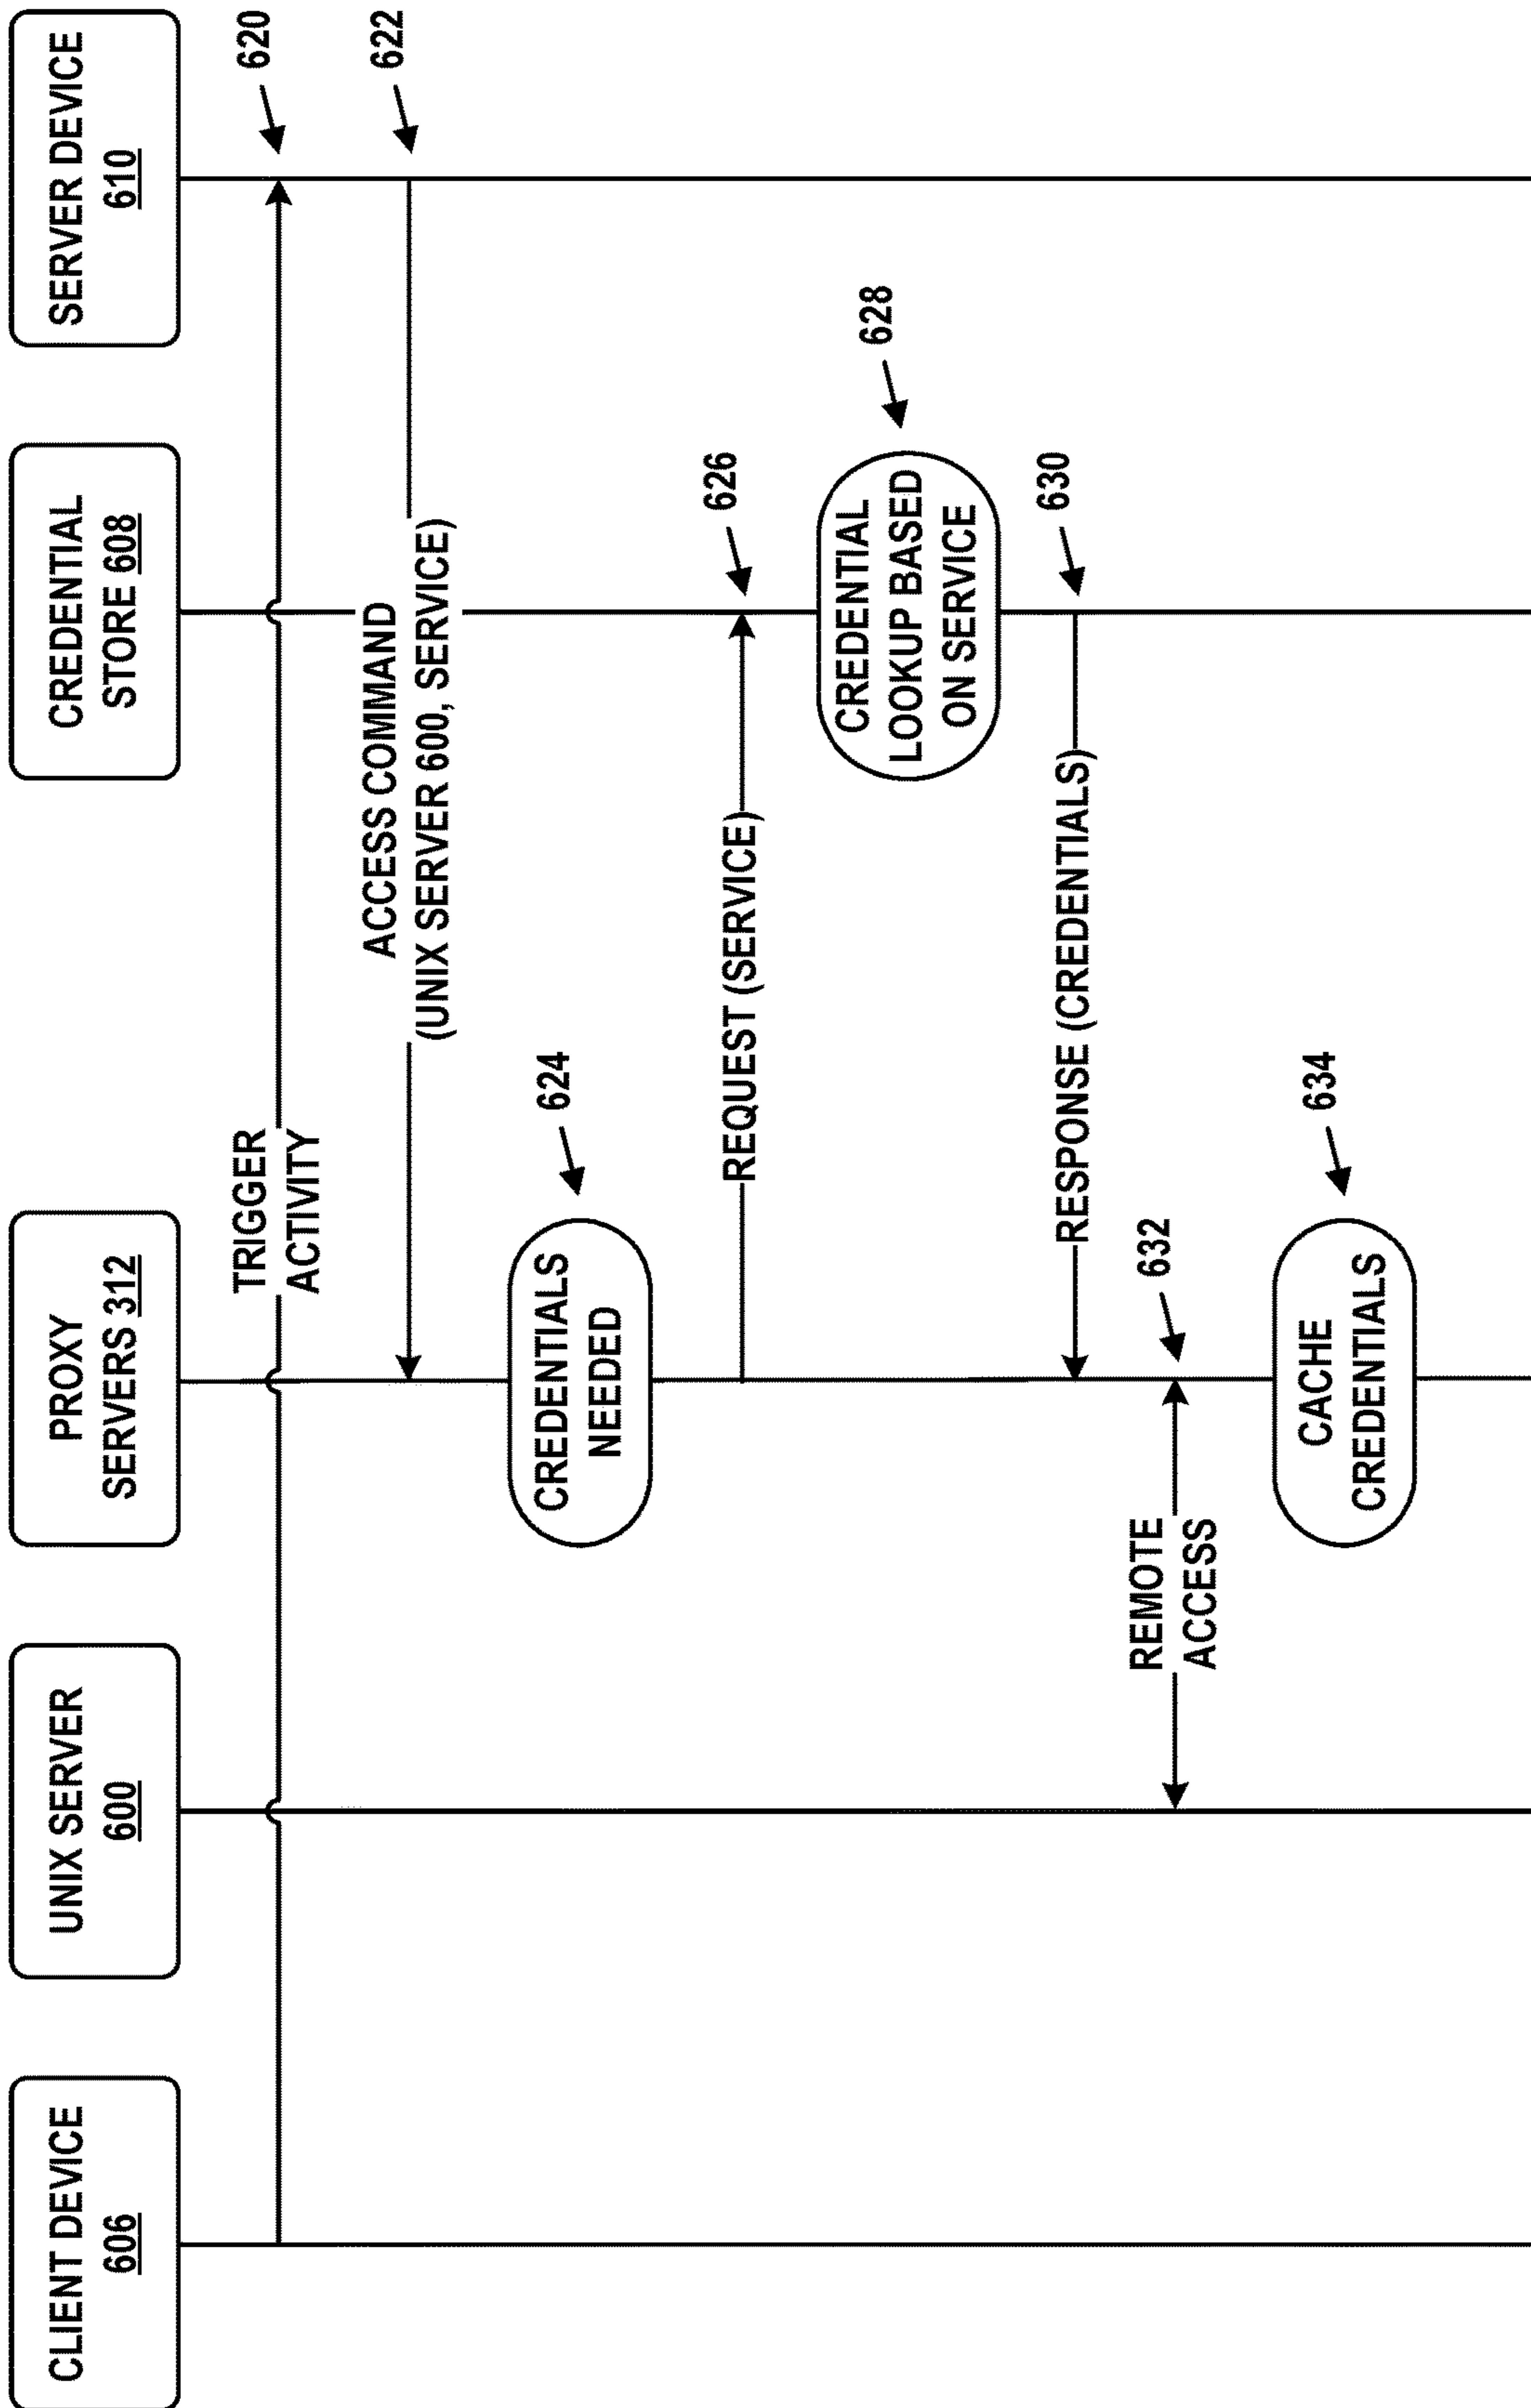 CLIENT DEVICE
606
UNIX SERVER
600
PROXY
SERVERS 312
CREDENTIAL
STORE 608
SERVER DEVICE
610
TRIGGER
ACTIVITY
620
ACCESS COMMAND
(UNIX SERVER 600, SERVICE)
622
CREDENTIALS
NEEDED
624
REQUEST (SERVICE)
626
CREDENTIAL
LOOKUP BASED
ON SERVICE
628
RESPONSE (CREDENTIALS)
630
REMOTE
ACCESS
632
CACHE
CREDENTIALS
634